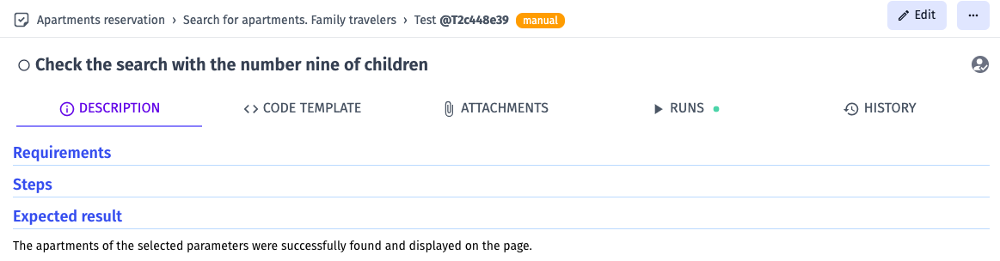 Apartments reservation › Search for apartments. Family travelers › Test @T2c448e39 manual Edit ...
Check the search with the number nine of children
DESCRIPTION <> CODE TEMPLATE ATTACHMENTS RUNS HISTORY
Requirements
Steps
Expected result
The apartments of the selected parameters were successfully found and displayed on the page.